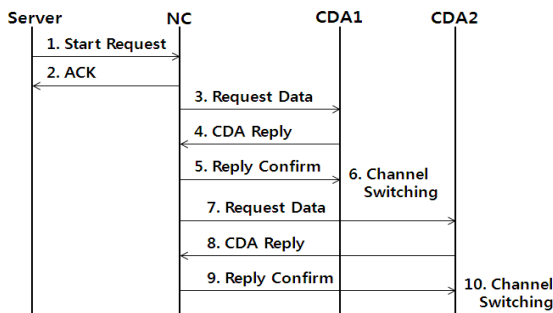 Server NC CDA1 CDA2
1. Start Request
2. ACK
3. Request Data
4. CDA Reply
5. Reply Confirm
6. Channel
Switching
7. Request Data
8. CDA Reply
9. Reply Confirm
10. Channel
Switching